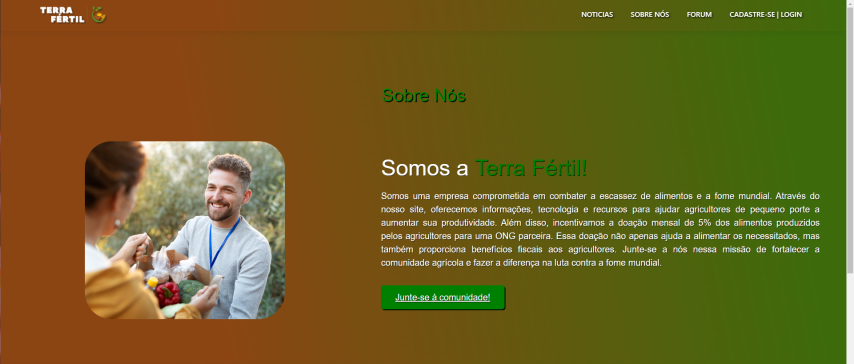 TERRA
FÉRTIL
NOTICIAS SOBRE NÓS FORUM CADASTRE-SE | LOGIN
Sobre Nós
Somos a Terra Fértil!
Somos uma empresa comprometida em combater a escassez de alimentos e a fome mundial. Através do
nosso site, oferecemos informações, tecnologia e recursos para ajudar agricultores de pequeno porte a
aumentar sua produtividade. Além disso, incentivamos a doação mensal de 5% dos alimentos produzidos
pelos agricultores para uma ONG parceira. Essa doação não apenas ajuda a alimentar os necessitados, mas
também proporciona benefícios fiscais aos agricultores. Junte-se a nós nessa missão de fortalecer a
comunidade agrícola e fazer a diferença na luta contra a fome mundial.
Junte-se à comunidade!